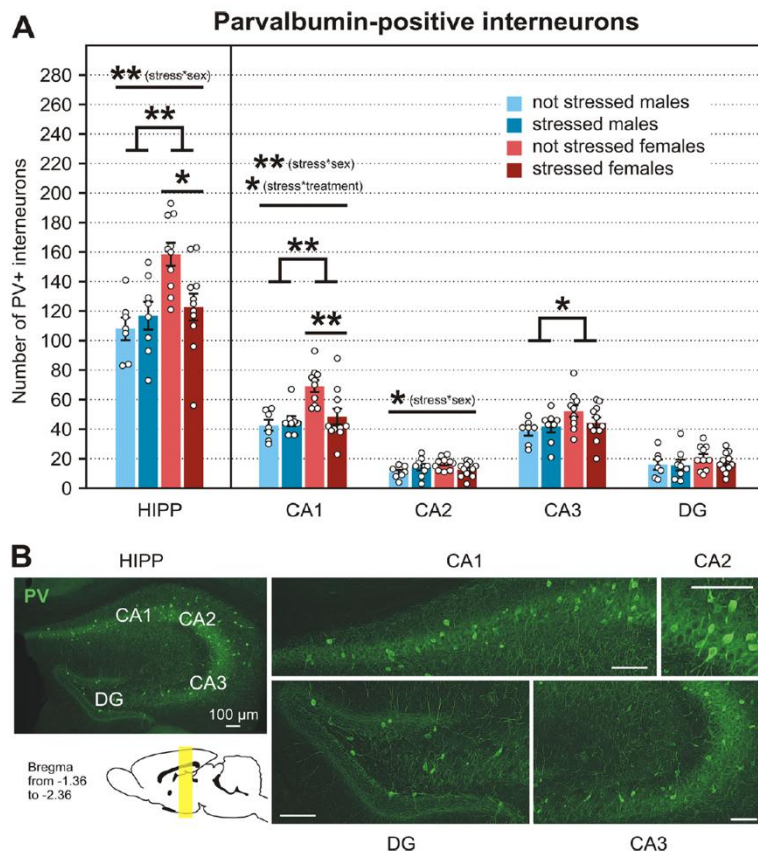 Parvalbumin-positive interneurons
A
Number of PV+ interneurons
280
260
240
220
200
180
160
140
120
100
80
60
40
20
0
** (stress*sex)
**
*
** (stress*sex)
* (stress*treatment)
**
**
* (stress*sex)
*
not stressed males
stressed males
not stressed females
stressed females
HIPP CA1 CA2 CA3 DG
B
HIPP CA1 CA2
PV
CA1
CA2
CA3
DG
100 µm
Bregma
from -1.36
to -2.36
DG CA3